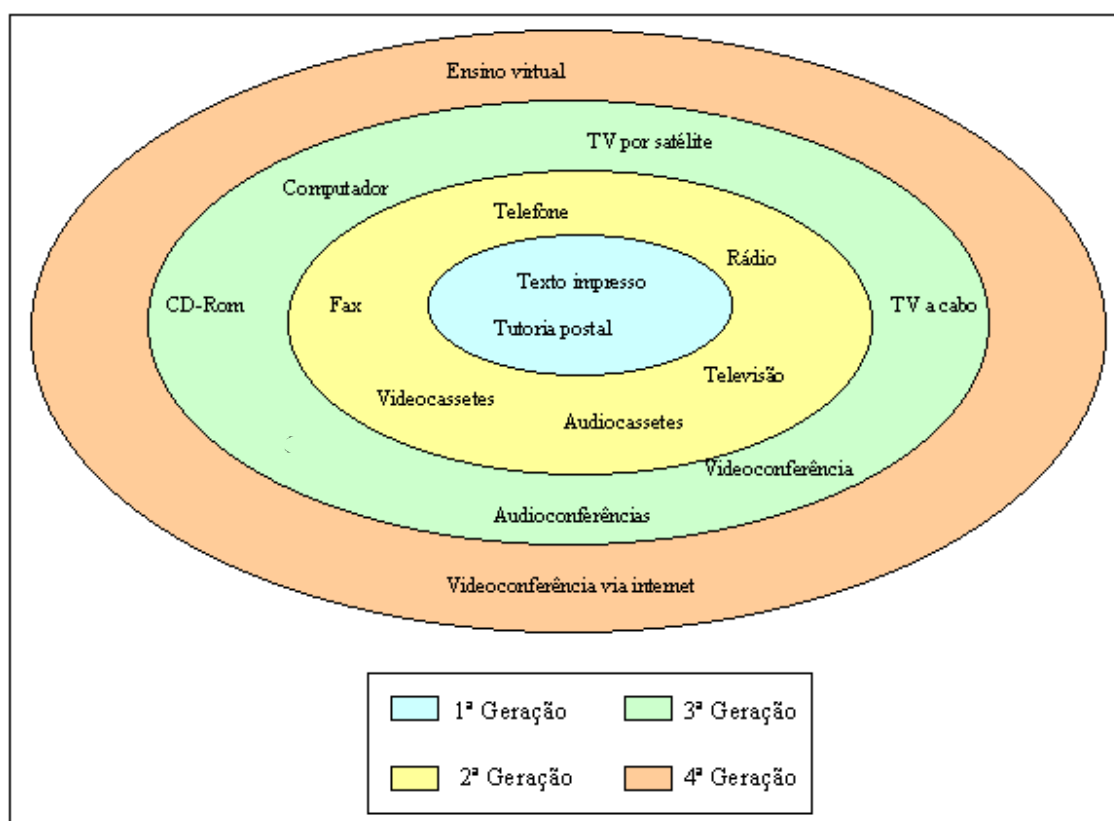 Ensino virtual
TV por satélite
Computador
Telefone
Rádio
Texto impresso
CD-Rom
Fax
TV a cabo
Tutoria postal
Televisão
Videocassetes
Audiocassetes
Videoconferência
Audioconferências
Videoconferência via internet
1ª Geração
3ª Geração
2ª Geração
4ª Geração